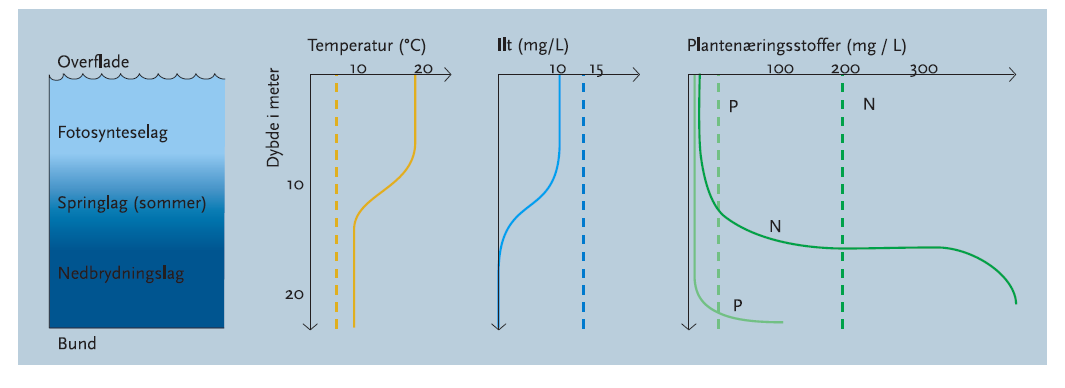 Overflade
Fotosynteselag
Springlag (sommer)
Nedbrydningslag
Bund
Temperatur (°C)
10 20
Dybde i meter
10
20
Ilt (mg/L)
10 15
Plantenæringsstoffer (mg / L)
100 200 300
P N
N
P